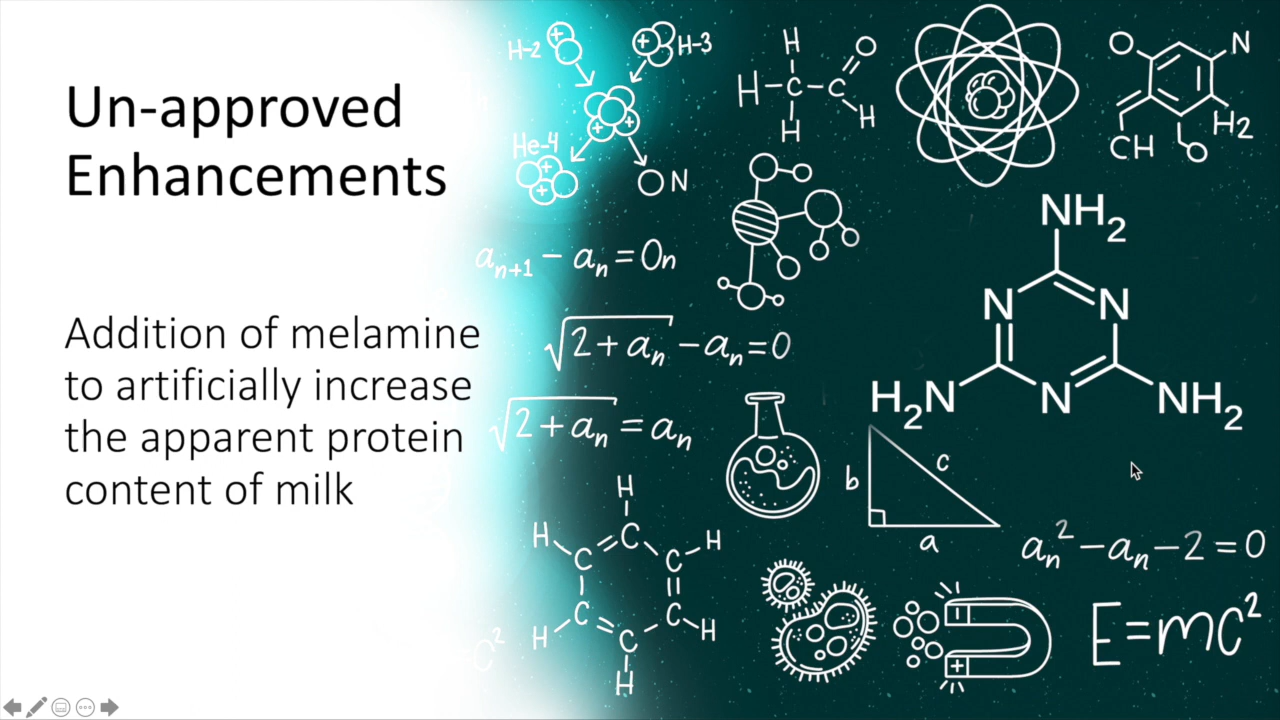 Un-approved
Enhancements
Addition of melamine
to artificially increase
the apparent protein
content of milk
H-2
H-3
He-4
N
H
H-C-C
O
H
H
O
N
H2
CH
O
aₙ₊₁ - aₙ = 0n
√2+aₙ - aₙ = 0
√2+aₙ = aₙ
NH₂
N
N
H₂N
N
NH₂
b
c
a
aₙ² - aₙ - 2 = 0
H
H
C
H
C
C
C
C
H
C
H
H
C²
E=mc²